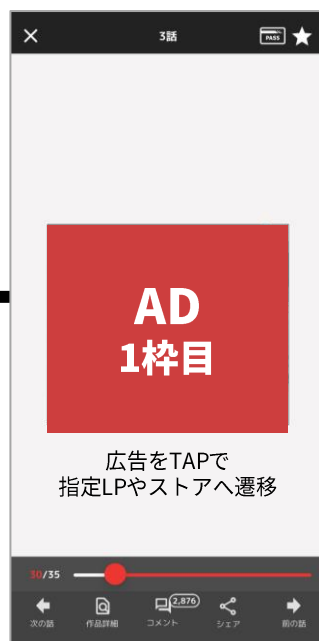 3話
PASS
AD
1枠目
広告をTAPで
指定LPやストアへ遷移
30/35
2,876
次の話
作品詳細
コメント
シェア
前の話